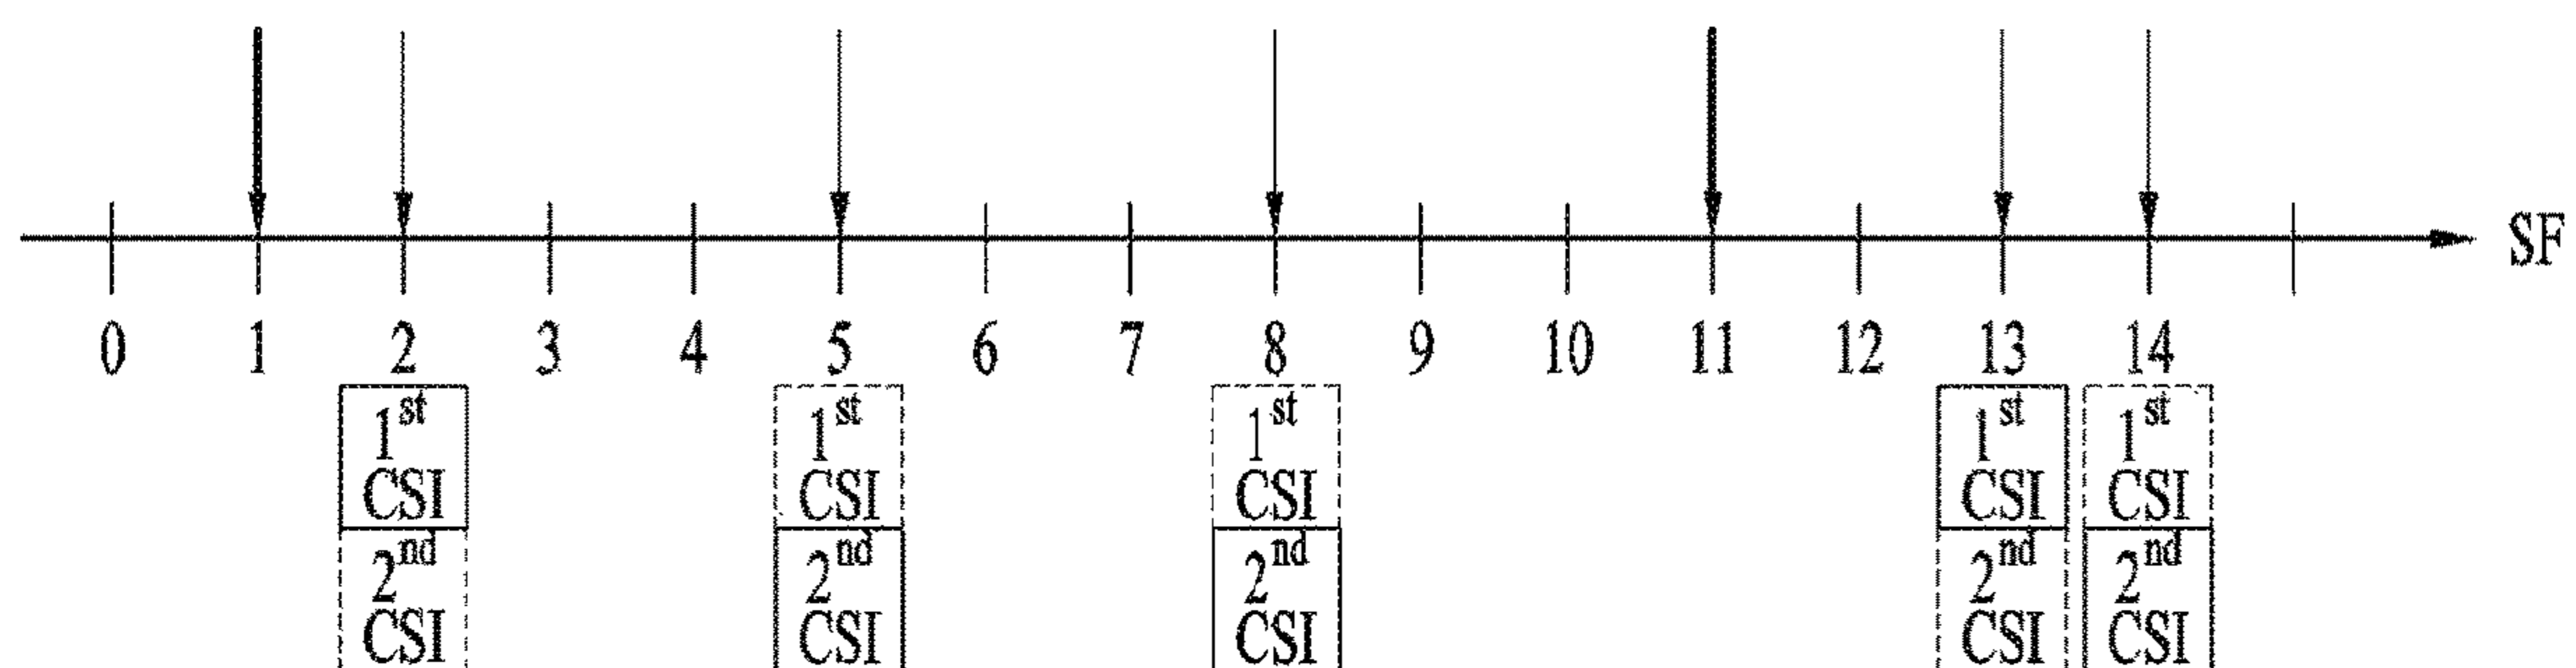 SF
0 1 2 3 4 5 6 7 8 9 10 11 12 13 14
1st 1st 1st 1st 1st
CSI CSI CSI CSI CSI
2nd 2nd 2nd 2nd 2nd
CSI CSI CSI CSI CSI